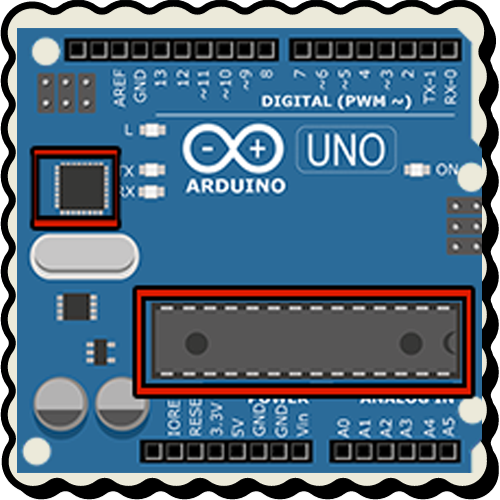 AREF GND 13 12 ~11 ~10 ~9 8 7 ~6 ~5 ~4 ~3 2 TX-1 RX-0
DIGITAL (PWM ~)
L
UNO
ON
TX
RX
ARDUINO
POWER ANALOG IN
3.3V 5V GND GND Vin A0 A1 A2 A3 A4 A5